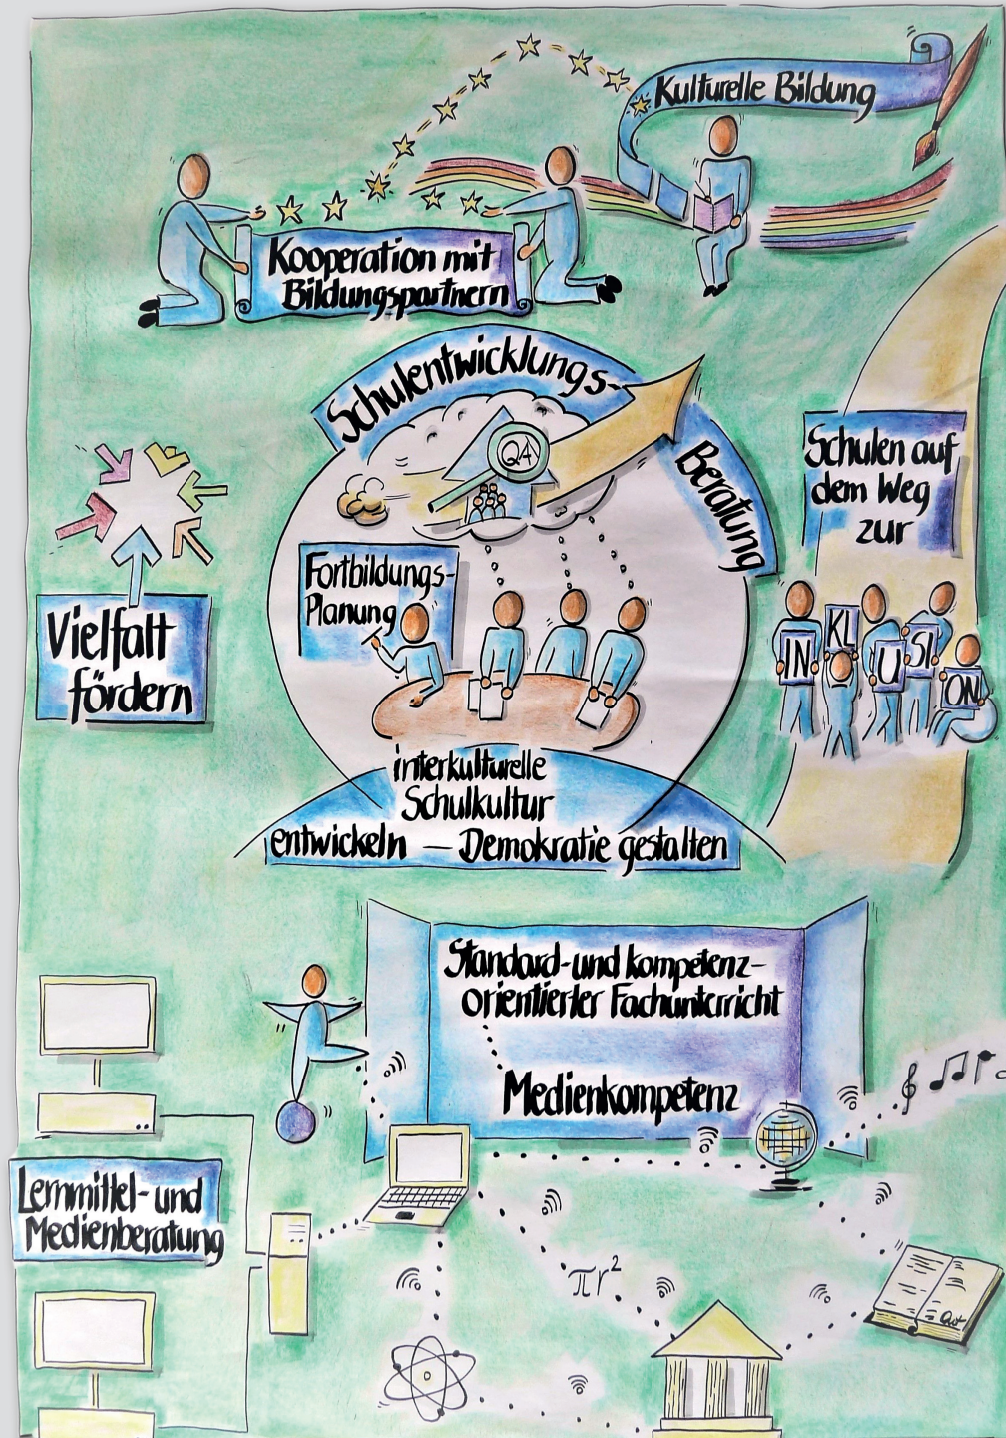 Kulturelle Bildung
Kooperation mit
Bildungspartnern
Schulentwicklungs-
Beratung
QA
Schulen auf
dem Weg
zur
IN
KL
U
SI
ON
Fortbildungs-
Planung
Vielfalt
fördern
interkulturelle
Schulkultur
entwickeln — Demokratie gestalten
Standard- und kompetenz-
orientierter Fachunterricht
Medienkompetenz
Lernmittel- und
Medienberatung
πr²